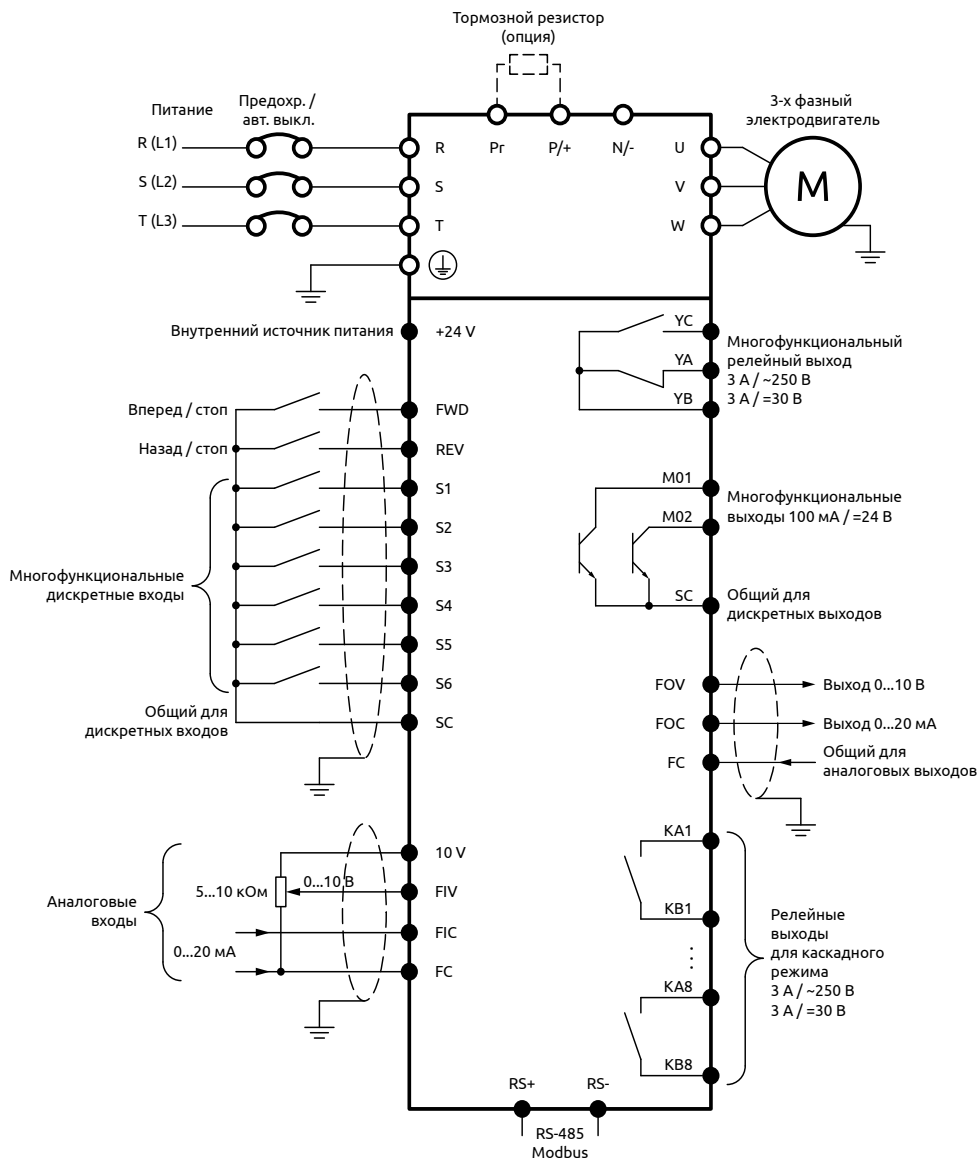 Тормозной резистор
(опция)
Питание
Предохр. /
авт. выкл.
3-х фазный
электродвигатель
R (L1)
R
Pr
P/+
N/-
U
S (L2)
S
V
M
T (L3)
T
W
Внутренний источник питания
+24 V
YC
YA
YB
Многофункциональный
релейный выход
3 А / ~250 В
3 А / =30 В
Вперед / стоп
FWD
Назад / стоп
REV
S1
S2
S3
S4
S5
S6
Многофункциональные
дискретные входы
Общий для
дискретных входов
SC
M01
M02
Многофункциональные
выходы 100 мА / =24 В
SC
Общий для
дискретных выходов
FOV
Выход 0...10 В
FOC
Выход 0...20 мА
FC
Общий для
аналоговых выходов
Аналоговые
входы
10 V
5...10 кОм
0...10 В
FIV
FIC
0...20 мА
FC
KA1
KB1
KA8
KB8
Релейные
выходы
для каскадного
режима
3 А / ~250 В
3 А / =30 В
RS+
RS-
RS-485
Modbus